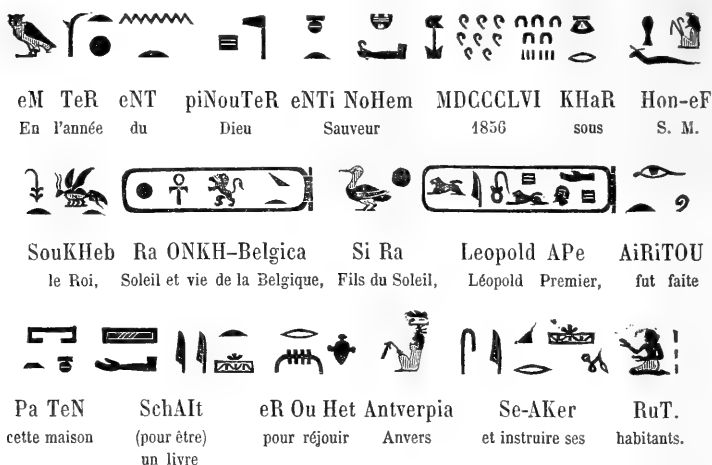 eM TeR eNT piNouTeR eNTi NoHem MDCCCLVI KHaR Hon-eF
En l'année du Dieu Sauveur 1856 sous S. M.
SouKHeb Ra ONKH-Belgica Si Ra Leopold APe AiRiTOU
le Roi, Soleil et vie de la Belgique, Fils du Soleil, Léopold Premier, fut faite
Pa TeN SchAIt eR Ou Het Antverpia Se-AKer RuT.
cette maison (pour être) pour réjouir Anvers et instruire ses habitants.
un livre